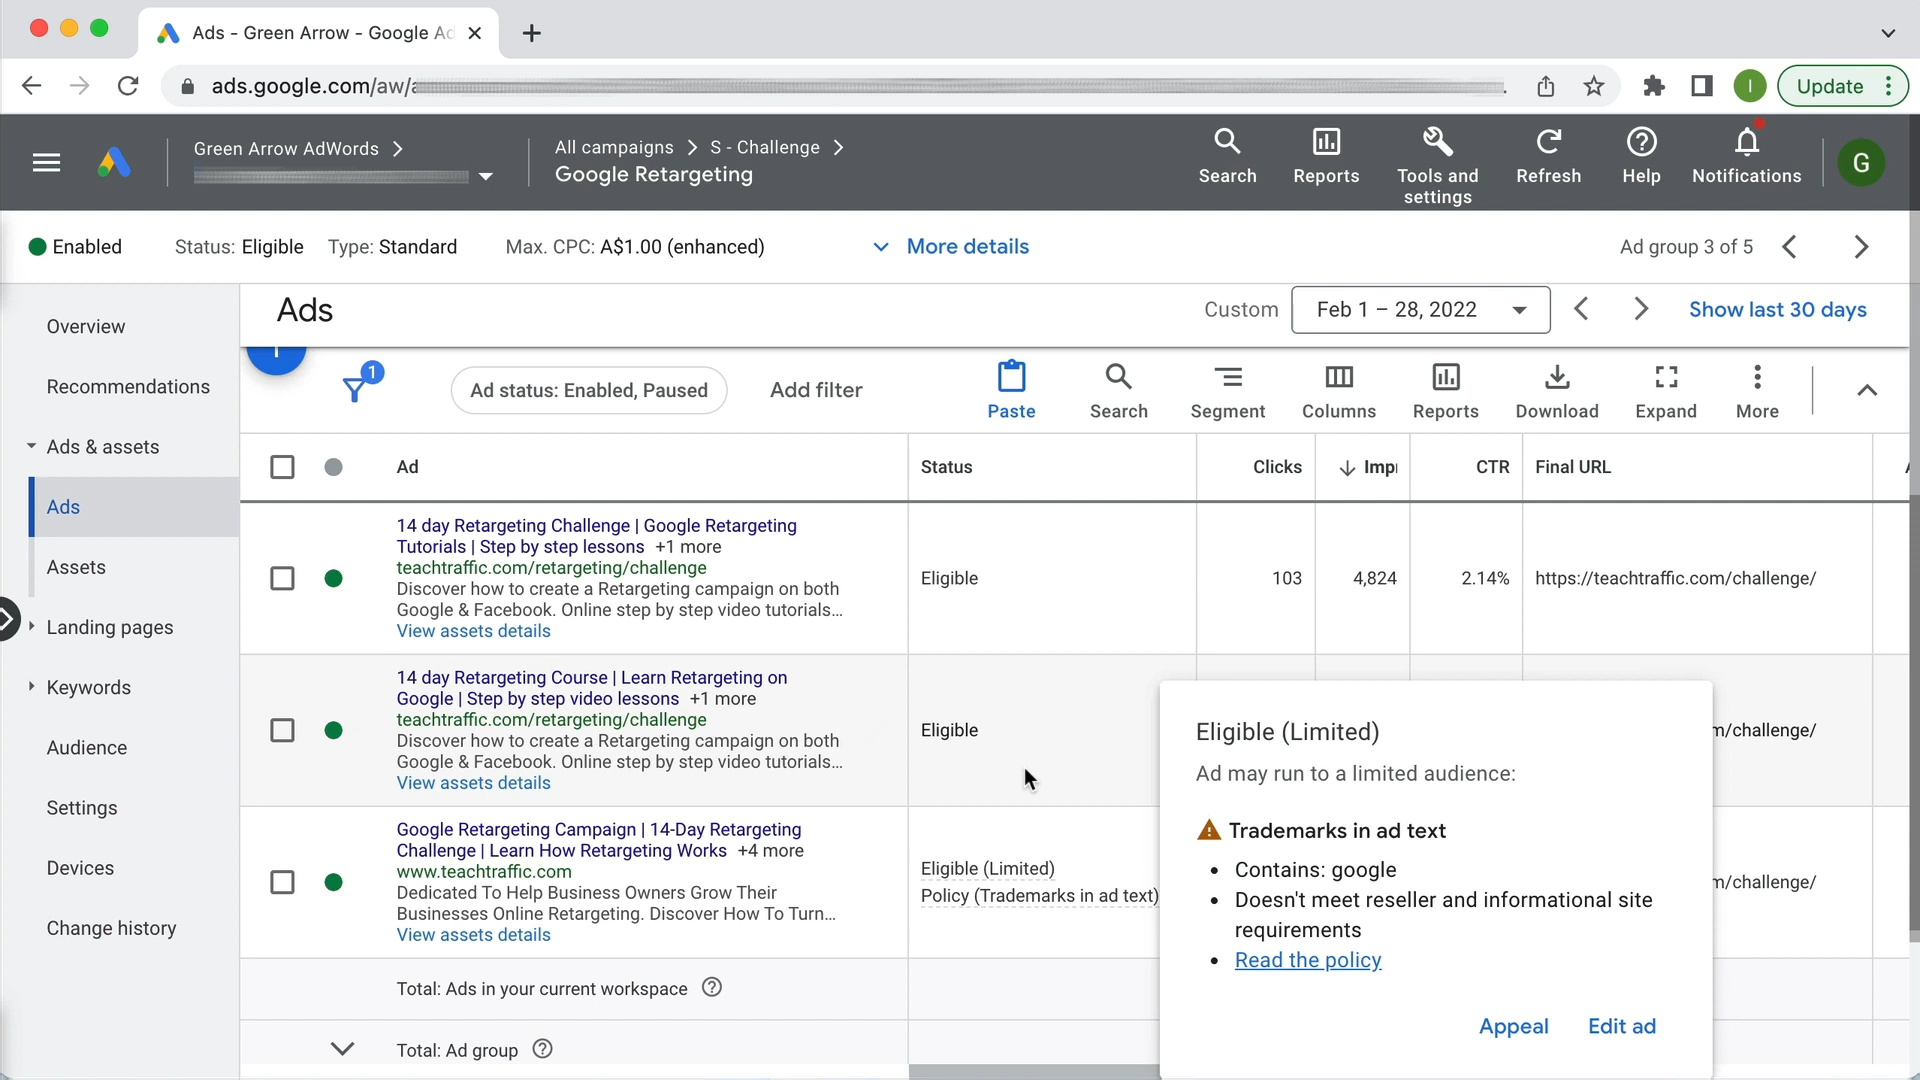 Ads - Green Arrow - Google Ad
ads.google.com/aw/a
Update
Green Arrow AdWords
All campaigns > S - Challenge >
Google Retargeting
Search
Reports
Tools and
settings
Refresh
Help
Notifications
G
Enabled
Status: Eligible
Type: Standard
Max. CPC: A$1.00 (enhanced)
More details
Ad group 3 of 5
Overview
Recommendations
Ads & assets
Ads
Assets
Landing pages
Keywords
Audience
Settings
Devices
Change history
Ads
Custom
Feb 1 – 28, 2022
Show last 30 days
1
Ad status: Enabled, Paused
Add filter
Paste
Search
Segment
Columns
Reports
Download
Expand
More
Ad
Status
Clicks
Impr
CTR
Final URL
14 day Retargeting Challenge | Google Retargeting
Tutorials | Step by step lessons +1 more
teachtraffic.com/retargeting/challenge
Discover how to create a Retargeting campaign on both
Google & Facebook. Online step by step video tutorials...
View assets details
Eligible
103
4,824
2.14%
https://teachtraffic.com/challenge/
14 day Retargeting Course | Learn Retargeting on
Google | Step by step video lessons +1 more
teachtraffic.com/retargeting/challenge
Discover how to create a Retargeting campaign on both
Google & Facebook. Online step by step video tutorials...
View assets details
Eligible
m/challenge/
Google Retargeting Campaign | 14-Day Retargeting
Challenge | Learn How Retargeting Works +4 more
www.teachtraffic.com
Dedicated To Help Business Owners Grow Their
Businesses Online Retargeting. Discover How To Turn...
View assets details
Eligible (Limited)
Policy (Trademarks in ad text)
m/challenge/
Total: Ads in your current workspace
Total: Ad group
Eligible (Limited)
Ad may run to a limited audience:
Trademarks in ad text
• Contains: google
• Doesn't meet reseller and informational site
requirements
• Read the policy
Appeal
Edit ad